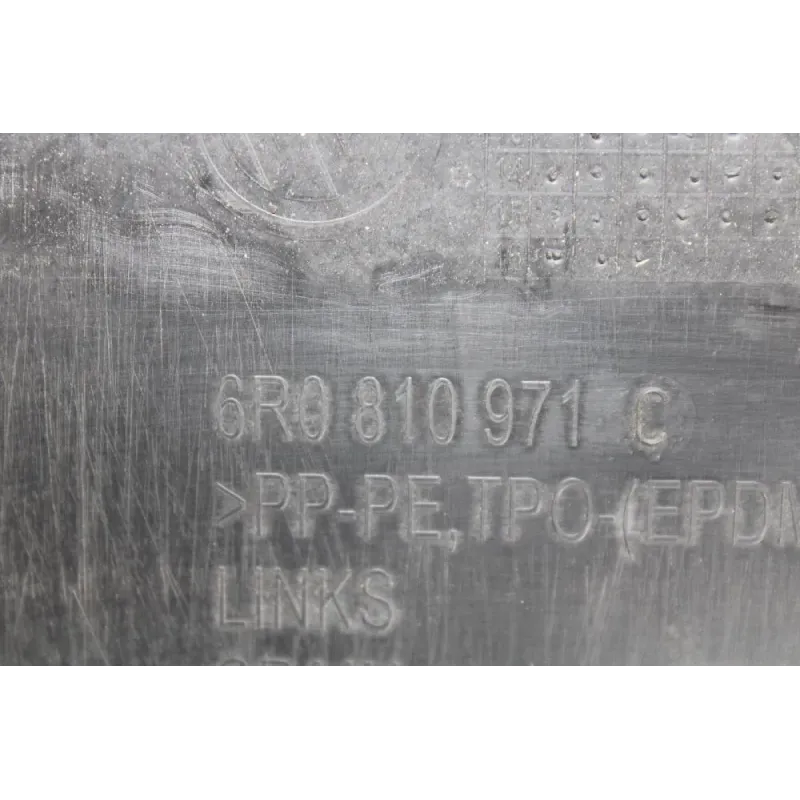 6R0 810 971 C
>PP-PE,TPO-(EPDM
LINKS